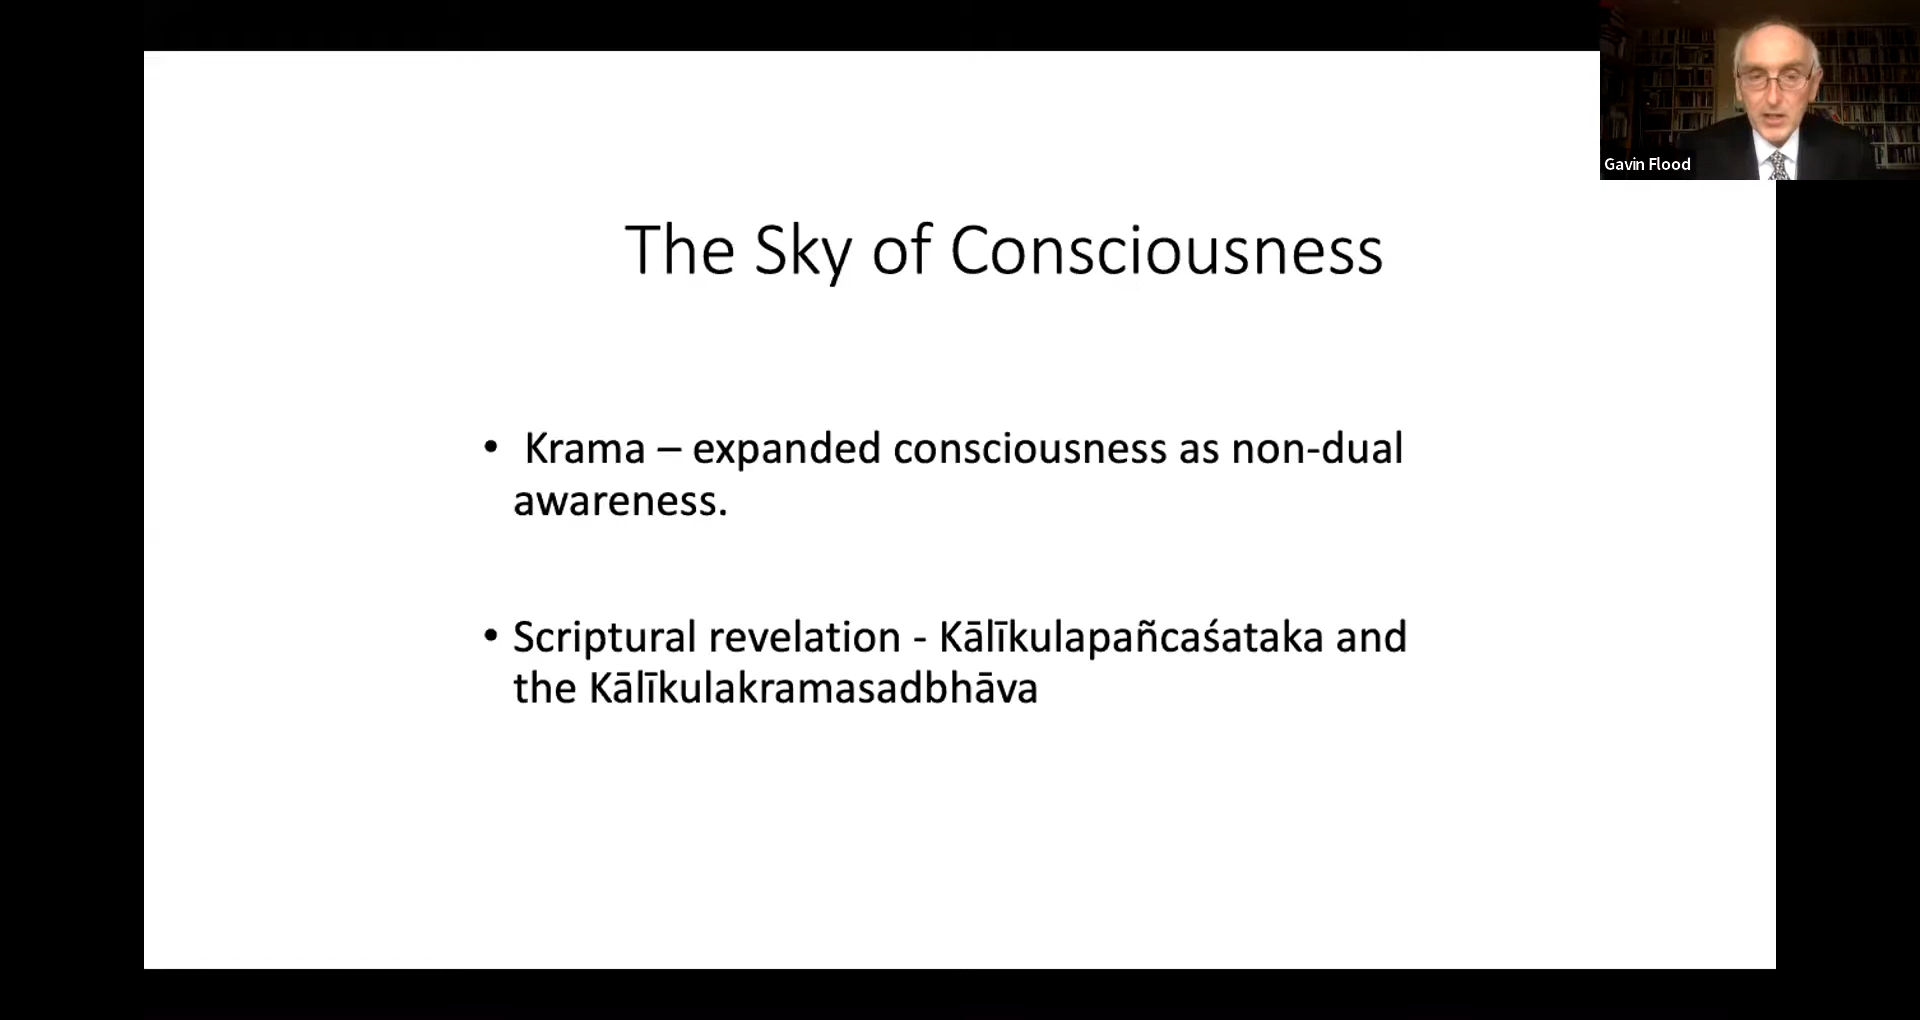 Gavin Flood
The Sky of Consciousness
• Krama – expanded consciousness as non-dual
awareness.
• Scriptural revelation - Kālīkulapañcaśataka and
the Kālīkulakramasadbhāva